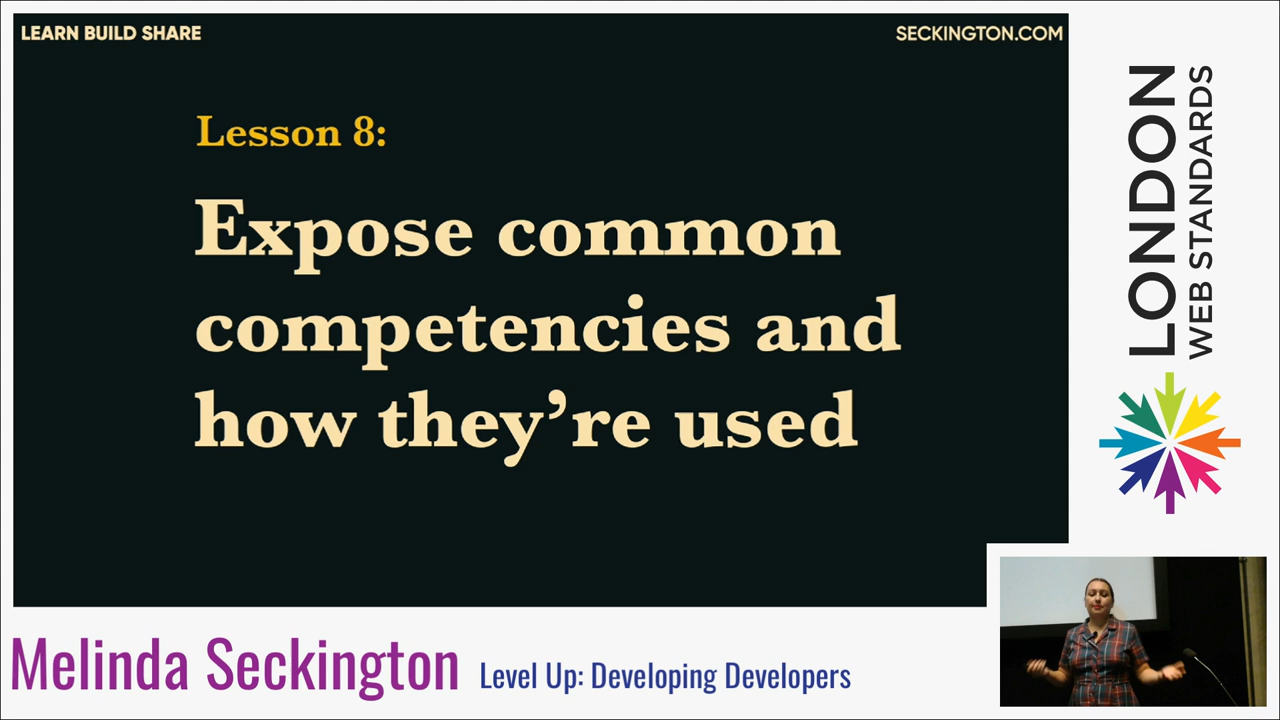 LEARN BUILD SHARE
SECKINGTON.COM
Lesson 8:
Expose common
competencies and
how they’re used
LONDON
WEB STANDARDS
Melinda Seckington
Level Up: Developing Developers